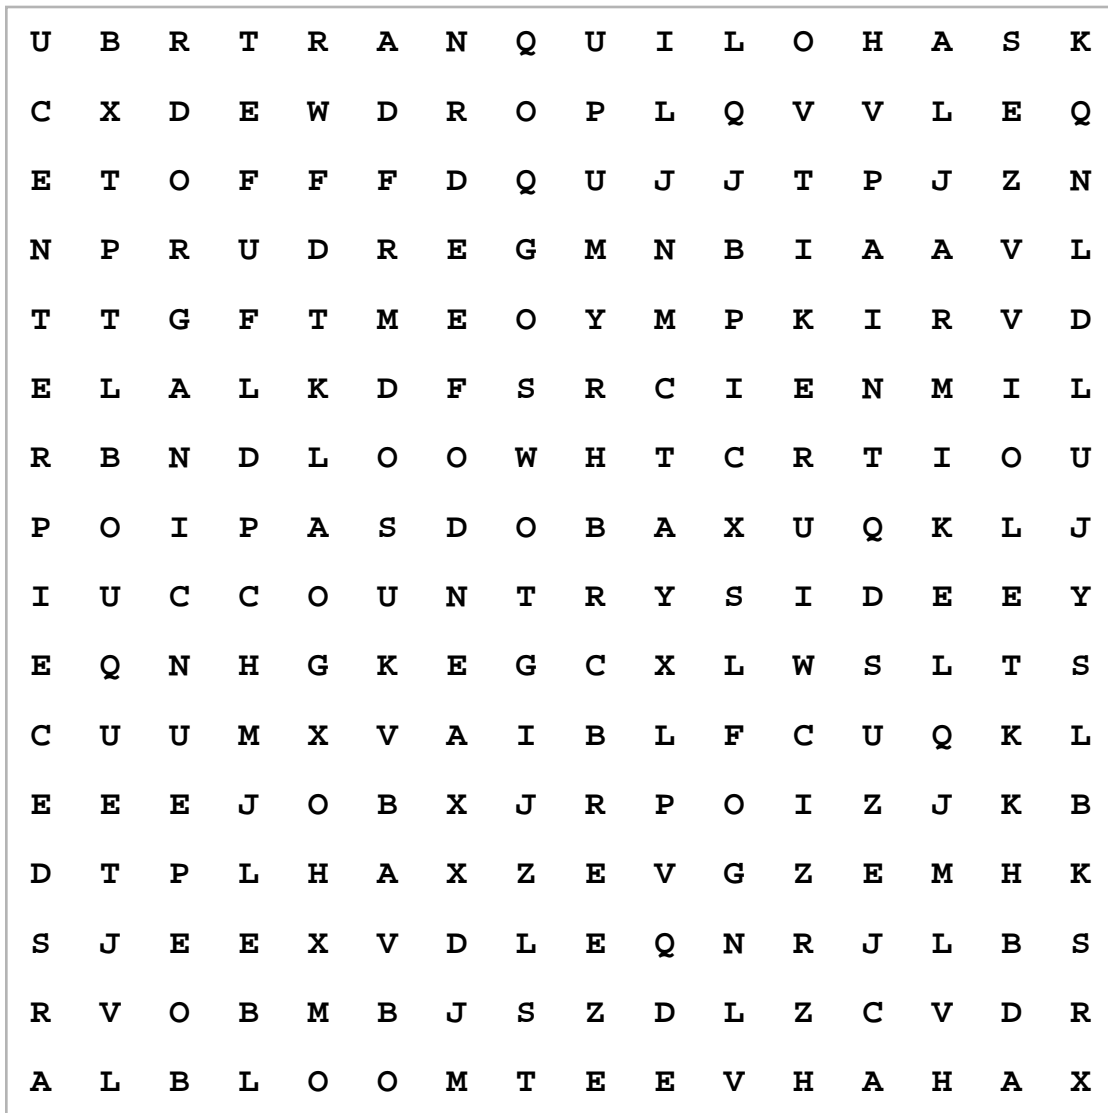 U B R T R A N Q U I L O H A S K
C X D E W D R O P L Q V V L E Q
E T O F F F D Q U J J T P J Z N
N P R U D R E G M N B I A A V L
T T G F T M E O Y M P K I R V D
E L A L K D F S R C I E N M I L
R B N D L O O W H T C R T I O U
P O I P A S D O B A X U Q K L J
I U C C O U N T R Y S I D E E Y
E Q N H G K E G C X L W S L T S
C U U M X V A I B L F C U Q K L
E E E J O B X J R P O I Z J K B
D T P L H A X Z E V G Z E M H K
S J E E X V D L E Q N R J L B S
R V O B M B J S Z D L Z C V D R
A L B L O O M T E E V H A H A X